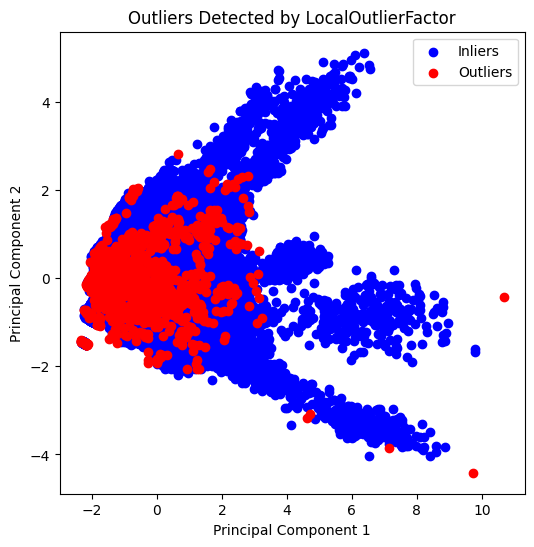 Outliers Detected by LocalOutlierFactor
Inliers
Outliers
4
2
0
−2
−4
Principal Component 2
−2
0
2
4
6
8
10
Principal Component 1